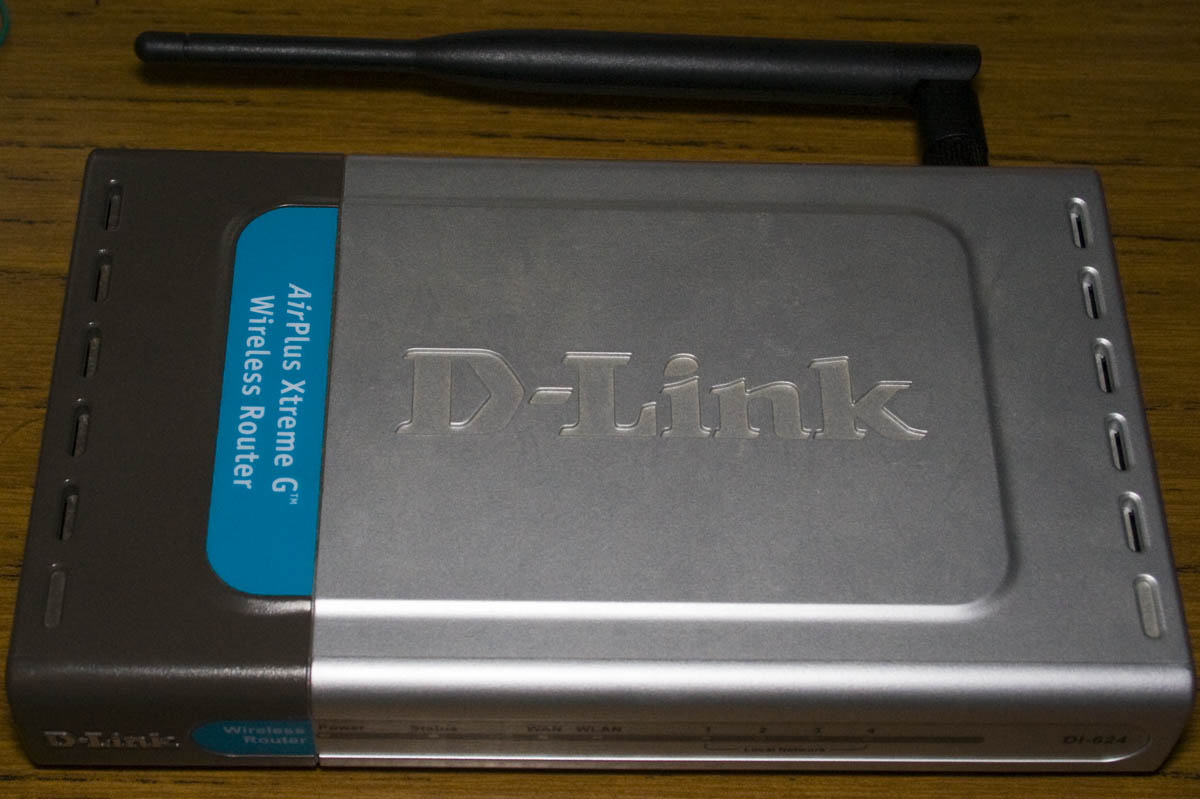 AirPlus Xtreme G™
Wireless Router
D-Link
D-Link
Wireless
Router
Power Status WAN WLAN 1 2 3 4
Local Network
DI-624